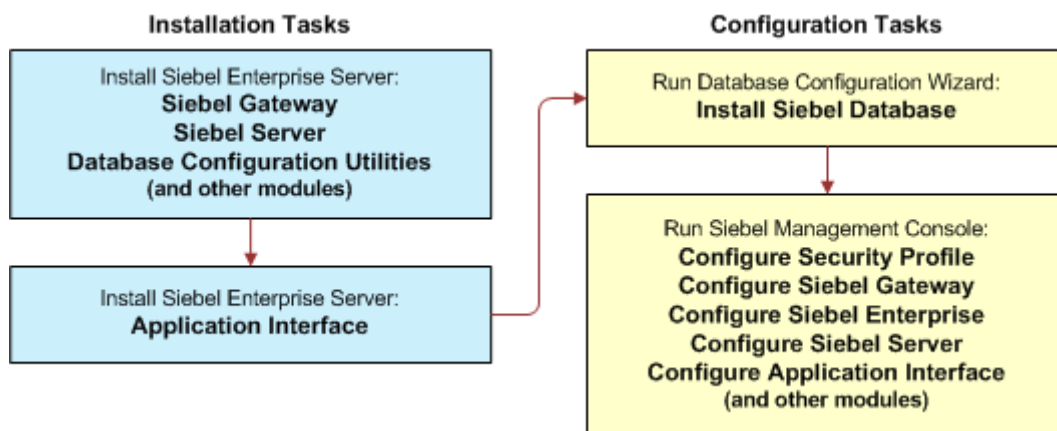 Installation Tasks
Install Siebel Enterprise Server:
Siebel Gateway
Siebel Server
Database Configuration Utilities
(and other modules)
Install Siebel Enterprise Server:
Application Interface
Configuration Tasks
Run Database Configuration Wizard:
Install Siebel Database
Run Siebel Management Console:
Configure Security Profile
Configure Siebel Gateway
Configure Siebel Enterprise
Configure Siebel Server
Configure Application Interface
(and other modules)